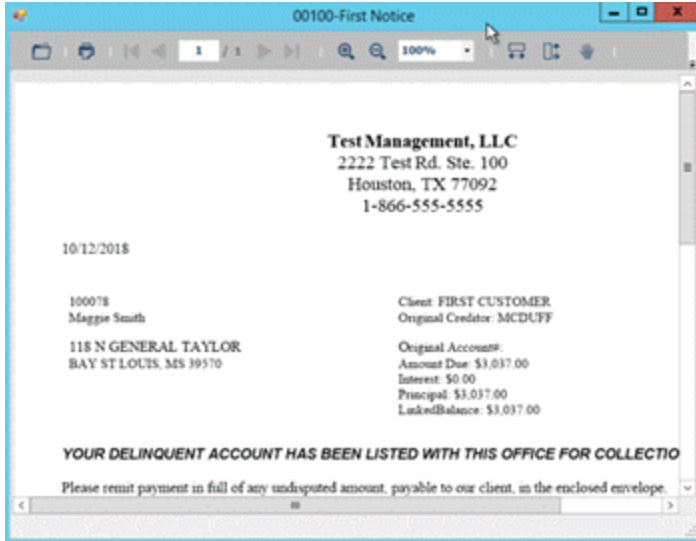 00100-First Notice
1 / 1
100%
Test Management, LLC
2222 Test Rd. Ste. 100
Houston, TX 77092
1-866-555-5555
10/12/2018
100078
Maggie Smith
118 N GENERAL TAYLOR
BAY ST LOUIS, MS 39570
Client: FIRST CUSTOMER
Original Creditor: MCDUFF
Original Account#:
Amount Due: $3,037.00
Interest: $0.00
Principal: $3,037.00
LinkedBalance: $3,037.00
YOUR DELINQUENT ACCOUNT HAS BEEN LISTED WITH THIS OFFICE FOR COLLECTIO
Please remit payment in full of any undisputed amount, payable to our client, in the enclosed envelope.